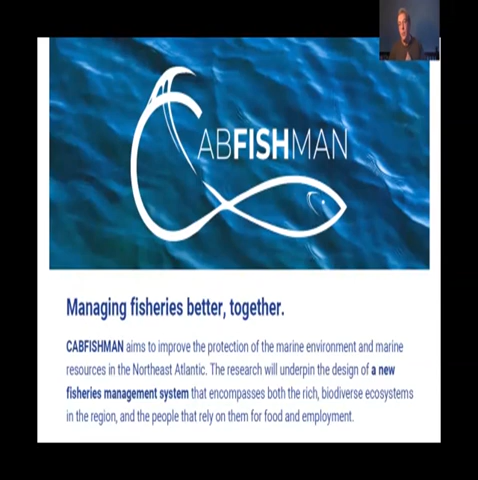 CABFISHMAN
Managing fisheries better, together.
CABFISHMAN aims to improve the protection of the marine environment and marine
resources in the Northeast Atlantic. The research will underpin the design of a new
fisheries management system that encompasses both the rich, biodiverse ecosystems
in the region, and the people that rely on them for food and employment.